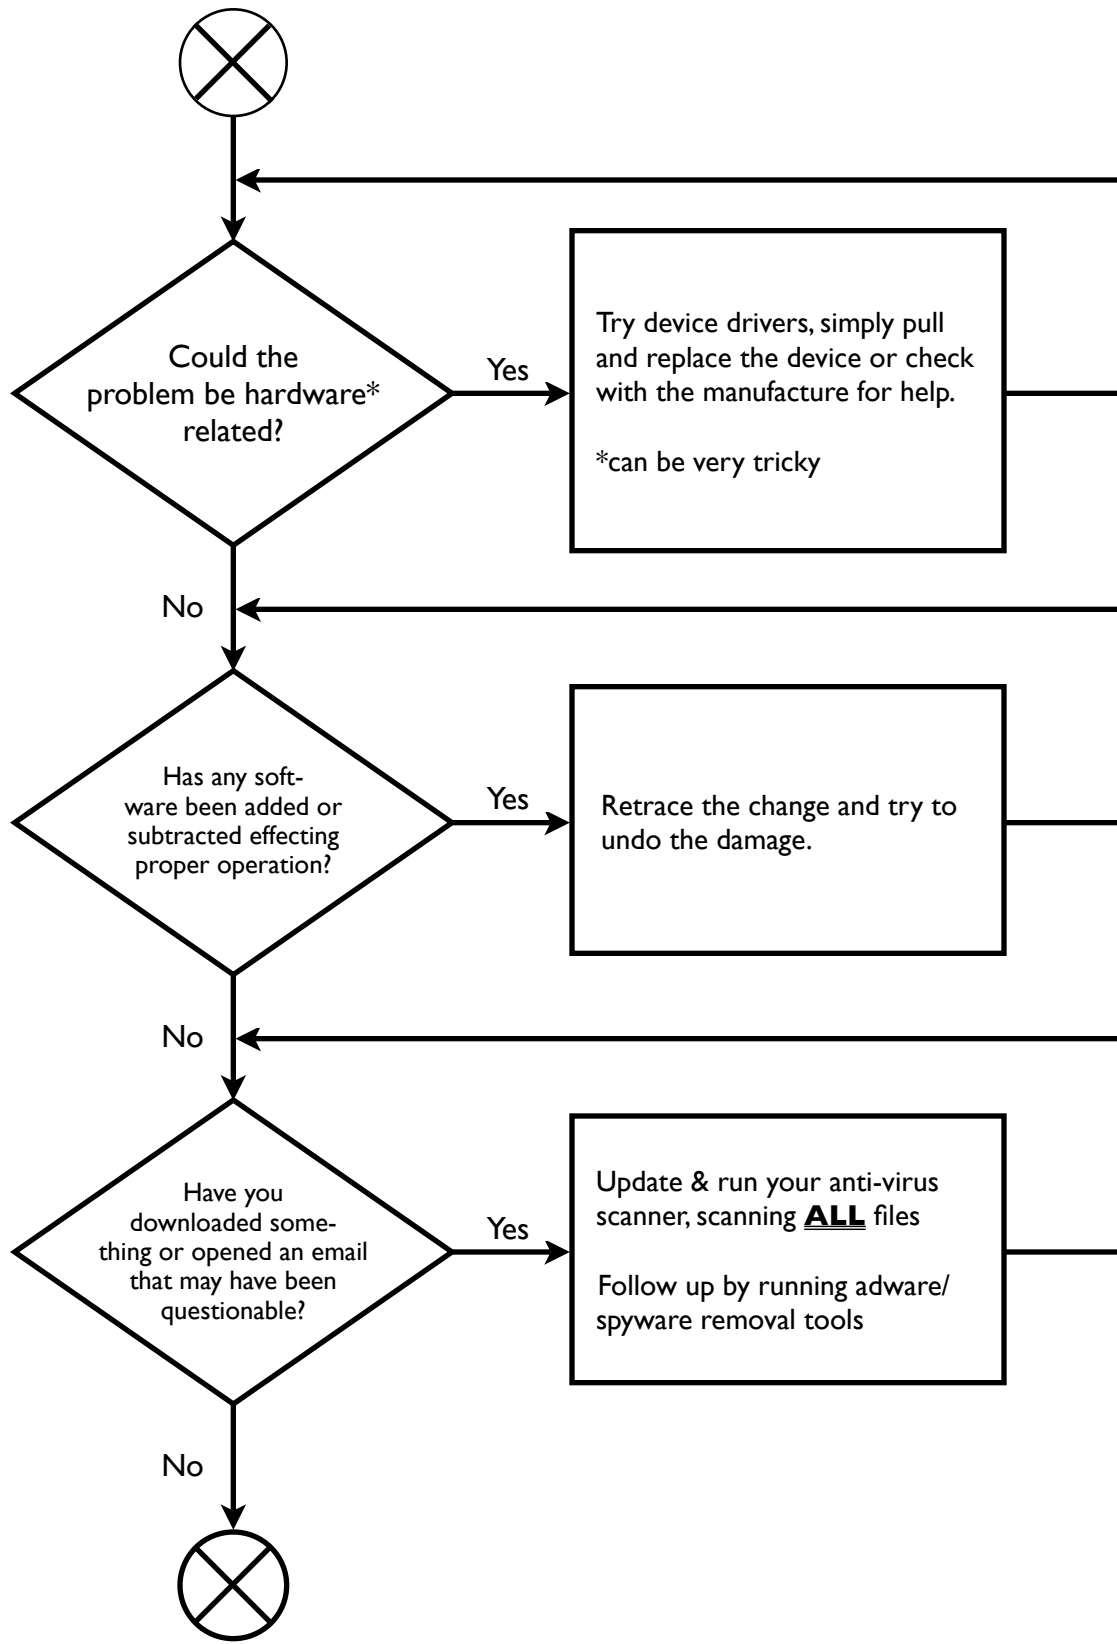 Could the
problem be hardware*
related?
Yes
Try device drivers, simply pull
and replace the device or check
with the manufacture for help.
*can be very tricky
No
Has any soft-
ware been added or
subtracted effecting
proper operation?
Yes
Retrace the change and try to
undo the damage.
No
Have you
downloaded some-
thing or opened an email
that may have been
questionable?
Yes
Update & run your anti-virus
scanner, scanning ALL files
Follow up by running adware/
spyware removal tools
No